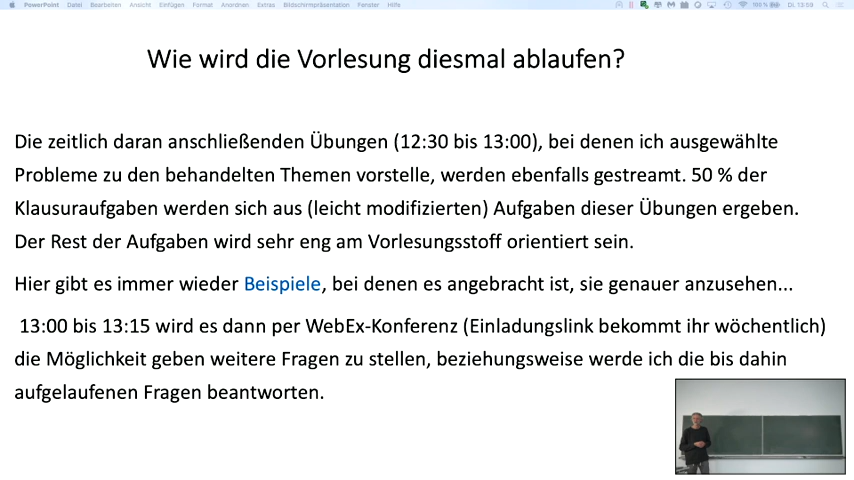 PowerPoint Datei Bearbeiten Ansicht Einfügen Format Anordnen Extras Bildschirmpräsentation Fenster Hilfe 100 % Di. 13:59
Wie wird die Vorlesung diesmal ablaufen?
Die zeitlich daran anschließenden Übungen (12:30 bis 13:00), bei denen ich ausgewählte
Probleme zu den behandelten Themen vorstelle, werden ebenfalls gestreamt. 50 % der
Klausuraufgaben werden sich aus (leicht modifizierten) Aufgaben dieser Übungen ergeben.
Der Rest der Aufgaben wird sehr eng am Vorlesungsstoff orientiert sein.
Hier gibt es immer wieder Beispiele, bei denen es angebracht ist, sie genauer anzusehen...
13:00 bis 13:15 wird es dann per WebEx-Konferenz (Einladungslink bekommt ihr wöchentlich)
die Möglichkeit geben weitere Fragen zu stellen, beziehungsweise werde ich die bis dahin
aufgelaufenen Fragen beantworten.